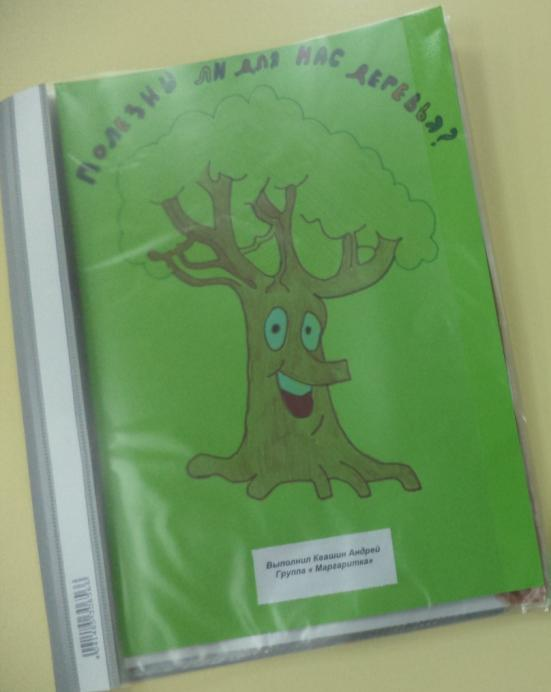 Полезны ли для нас деревья?
Выполнил Квашин Андрей
Группа « Маргаритка»